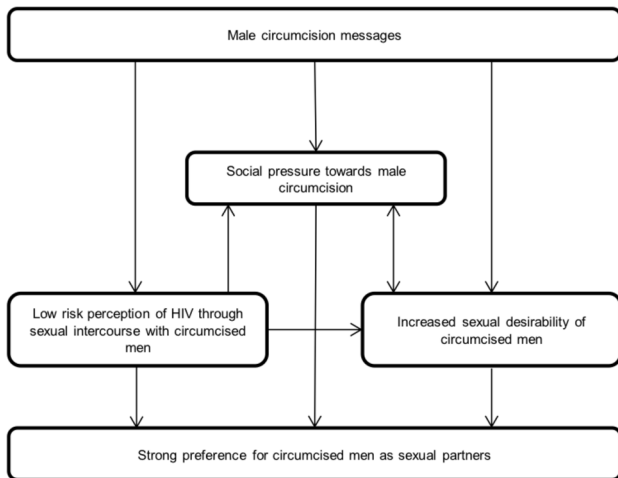 Male circumcision messages
Social pressure towards male
circumcision
Low risk perception of HIV through
sexual intercourse with circumcised
men
Increased sexual desirability of
circumcised men
Strong preference for circumcised men as sexual partners